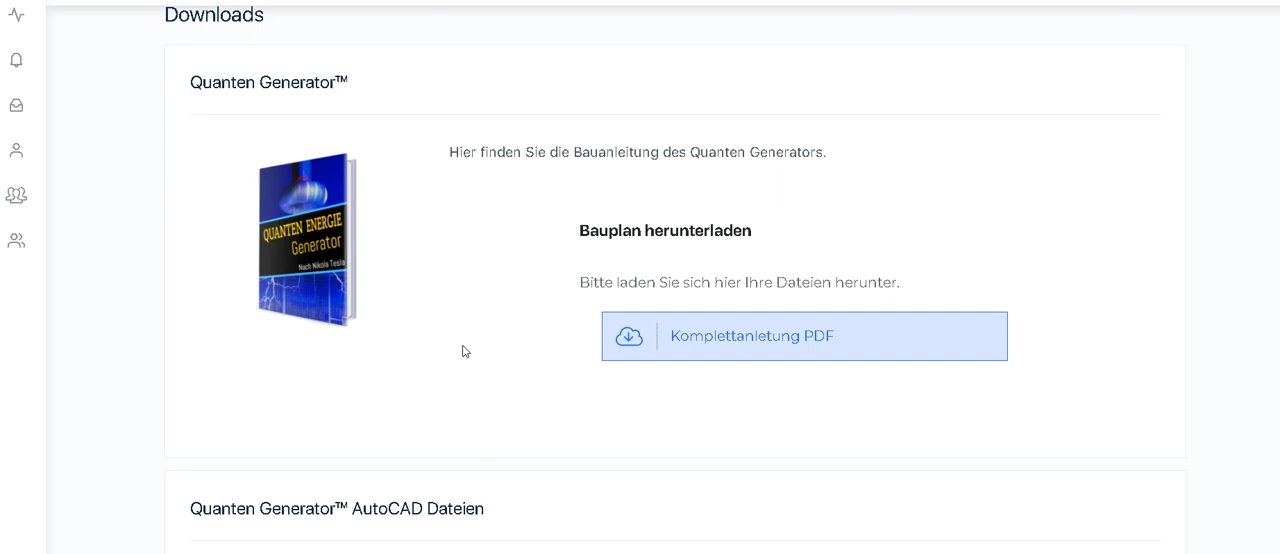 Downloads
Quanten Generator™
Hier finden Sie die Bauanleitung des Quanten Generators.
QUANTEN ENERGIE
Generator
Nach Nikola Tesla
Bauplan herunterladen
Bitte laden Sie sich hier Ihre Dateien herunter.
Komplettanletung PDF
Quanten Generator™ AutoCAD Dateien